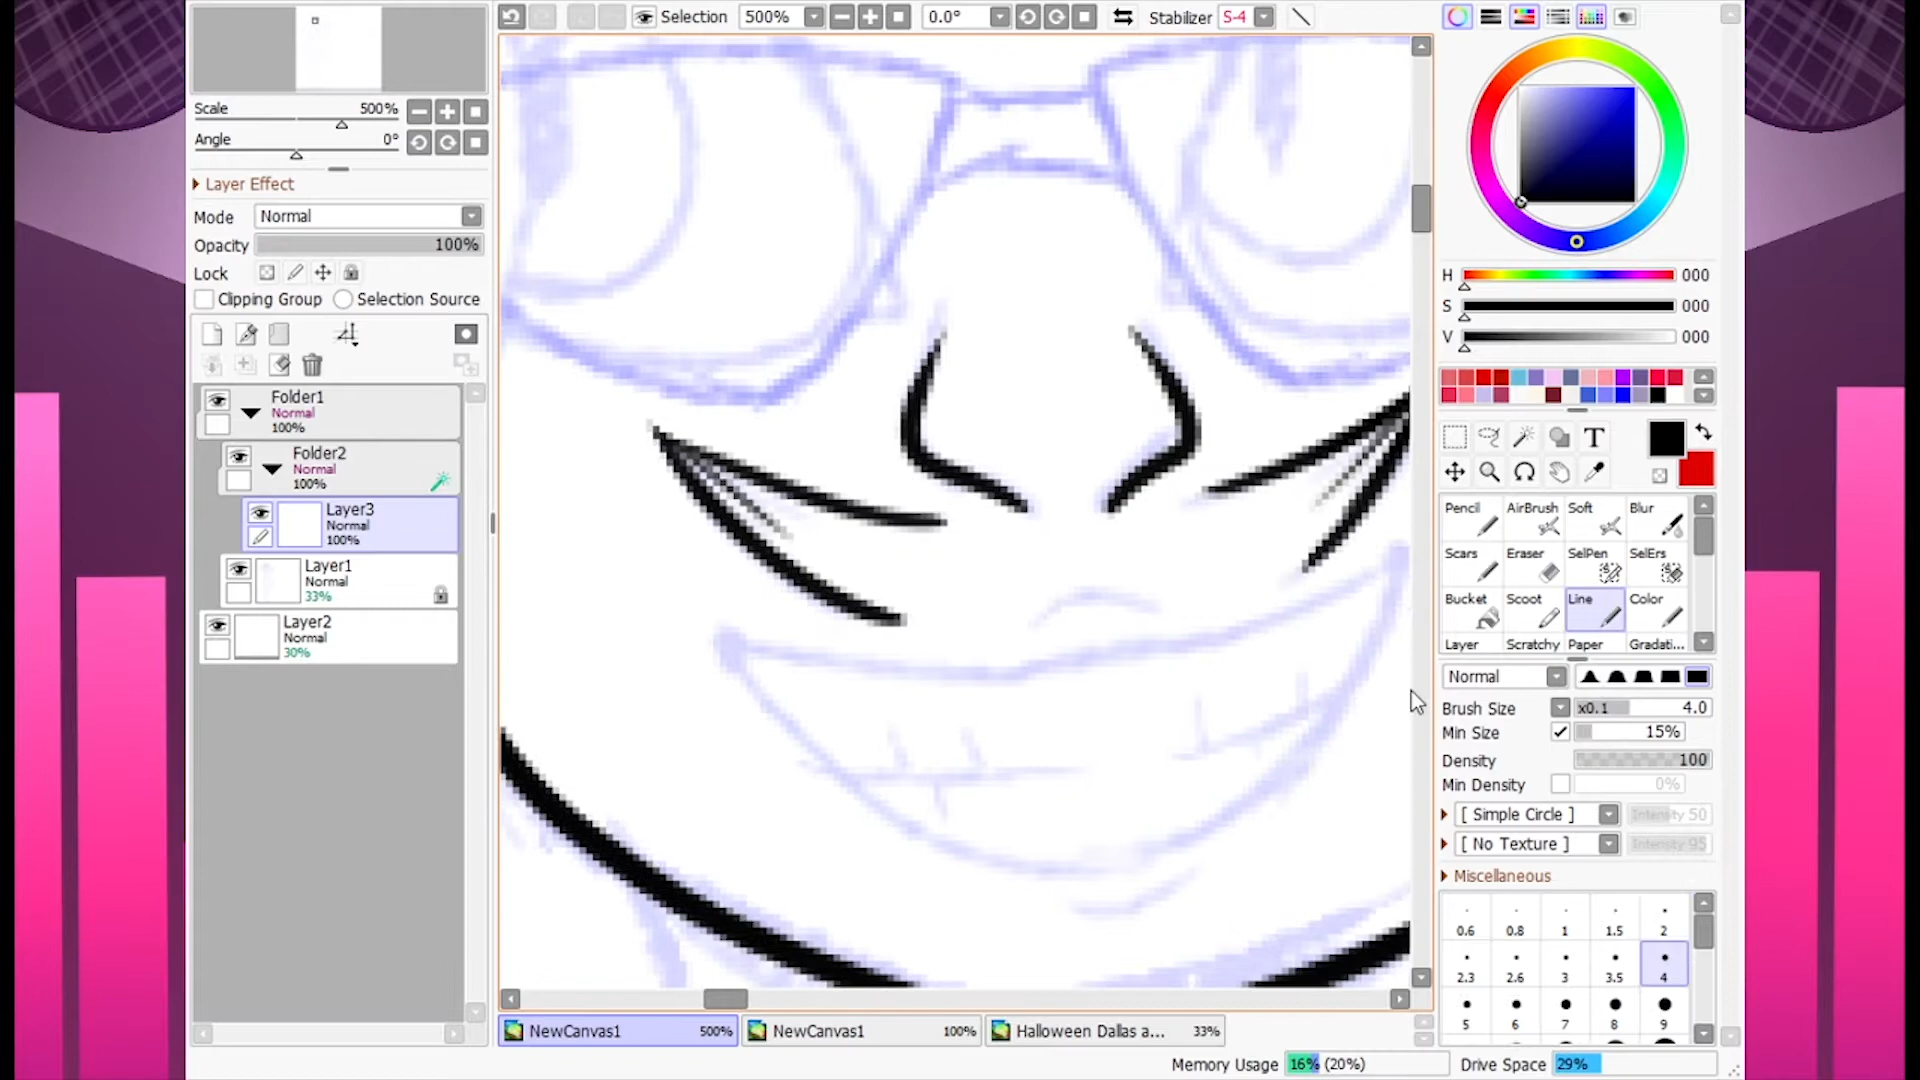 Selection 500% 0.0° Stabilizer S-4
Scale 500%
Angle 0°
Layer Effect
Mode Normal
Opacity 100%
Lock
Clipping Group Selection Source
Folder1
Normal
100%
Folder2
Normal
100%
Layer3
Normal
100%
Layer1
Normal
33%
Layer2
Normal
30%
H 000
S 000
V 000
T
Pencil AirBrush Soft Blur
Scars Eraser SelPen SelErs
Bucket Scoot Line Color
Layer Scratchy Paper Gradati...
Normal
Brush Size x0.1 4.0
Min Size 15%
Density 100
Min Density 0%
[ Simple Circle ] Intensity 50
[ No Texture ] Intensity 95
Miscellaneous
0.6 0.8 1 1.5 2
2.3 2.6 3 3.5 4
5 6 7 8 9
NewCanvas1 500% NewCanvas1 100% Halloween Dallas a... 33%
Memory Usage 16% (20%) Drive Space 29%